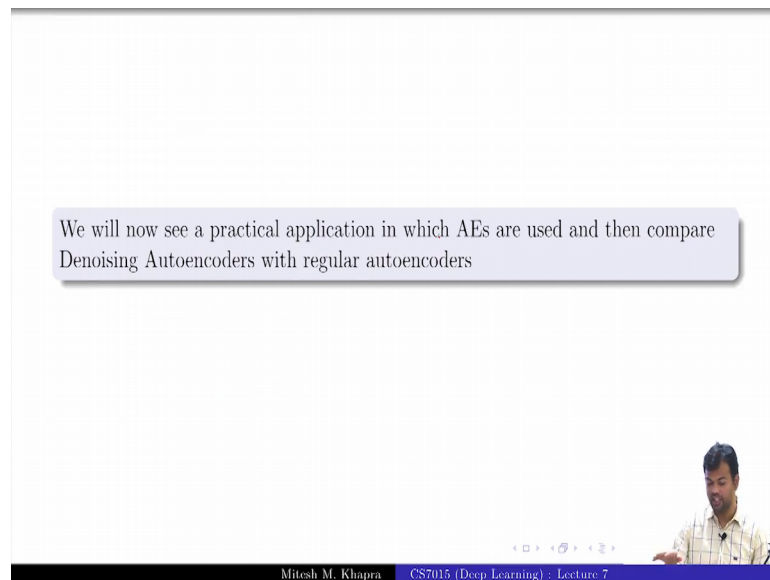 We will now see a practical application in which AEs are used and then compare
Denoising Autoencoders with regular autoencoders
Mitesh M. Khapra CS7015 (Deep Learning) : Lecture 7